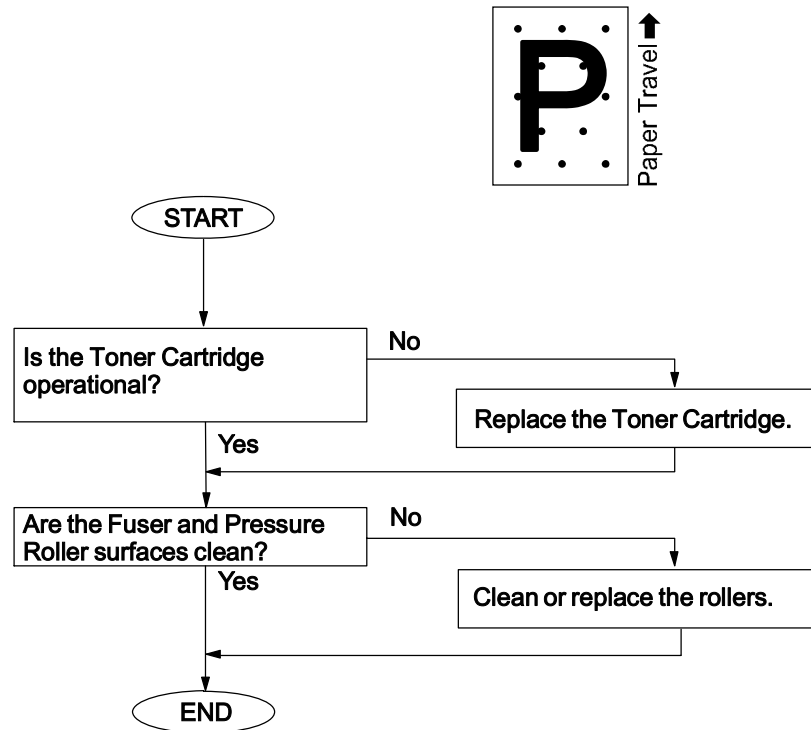 P
Paper Travel
START
Is the Toner Cartridge
operational?
No
Replace the Toner Cartridge.
Yes
Are the Fuser and Pressure
Roller surfaces clean?
No
Clean or replace the rollers.
Yes
END